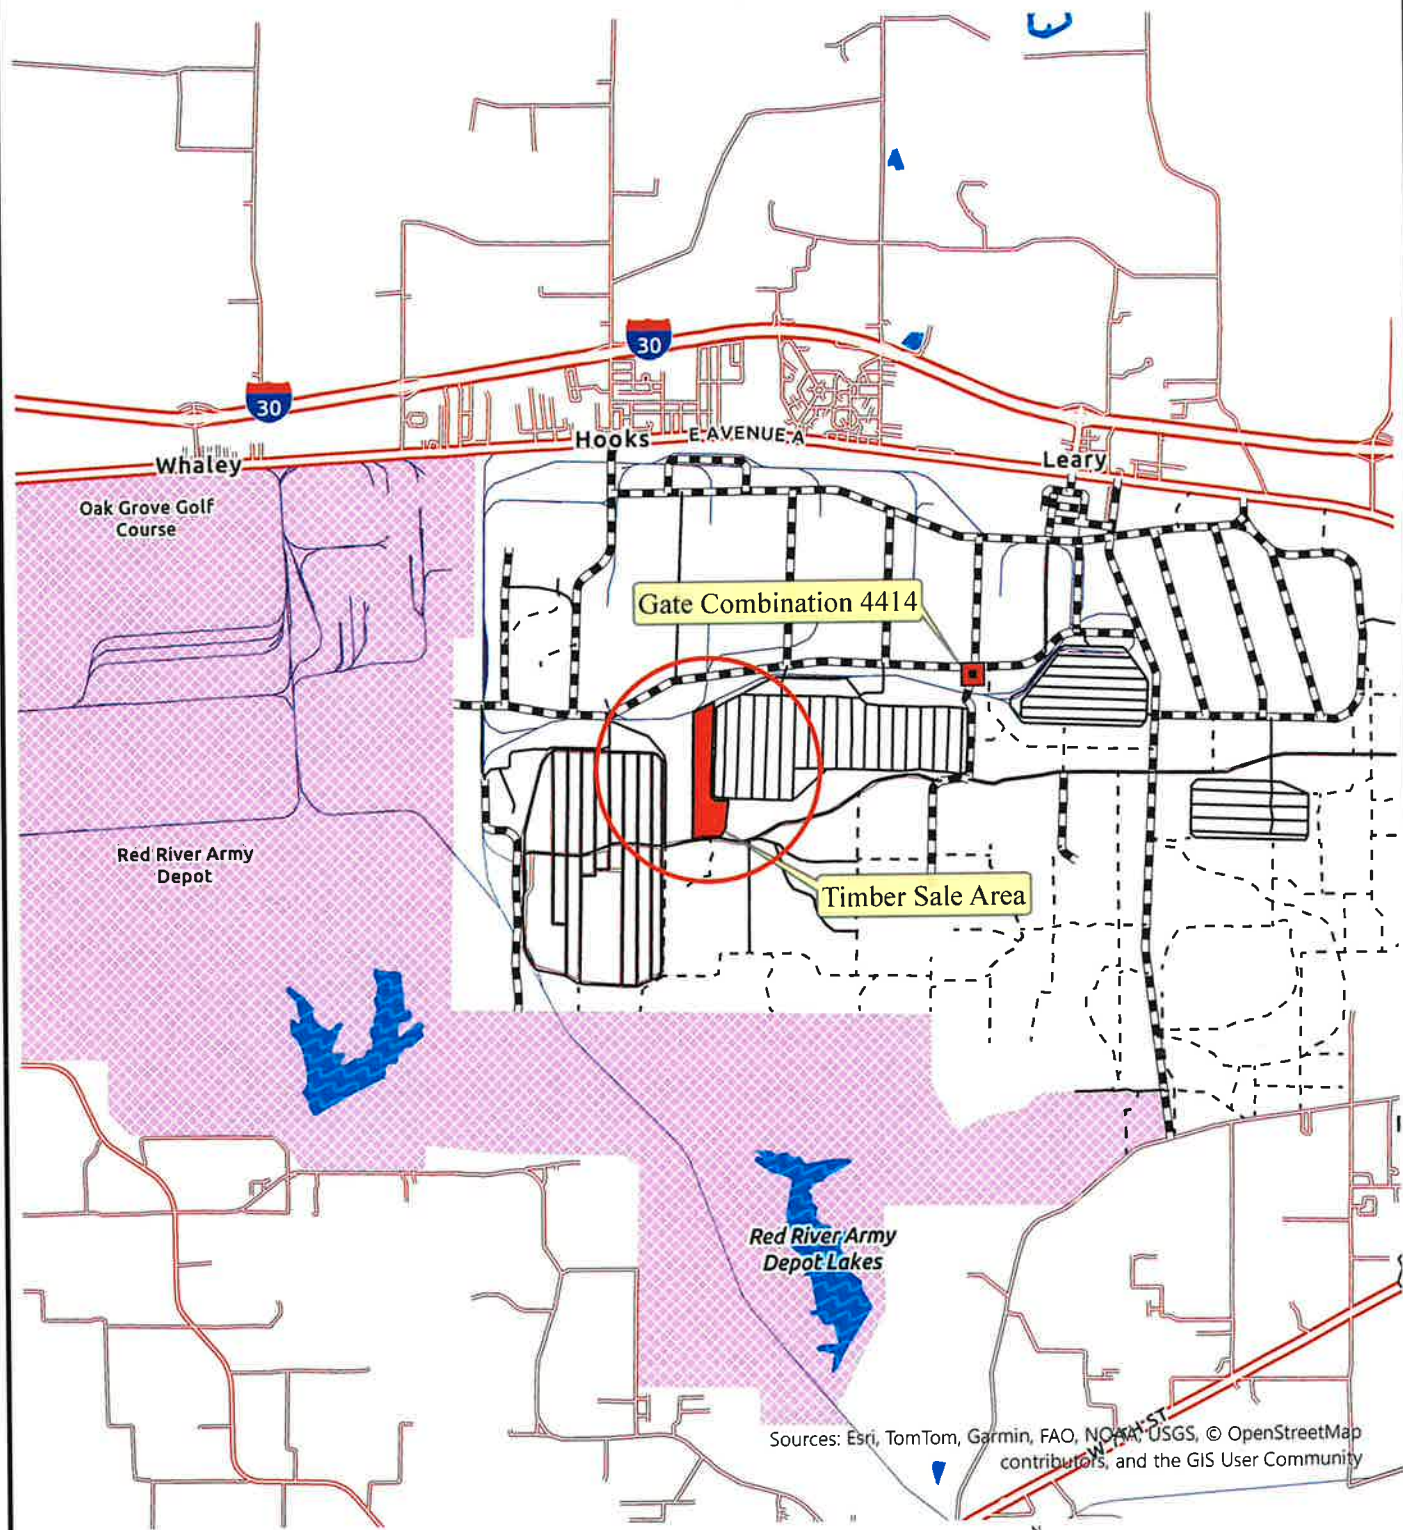 30
30
Hooks
E AVENUE A
Whaley
Leary
Oak Grove Golf
Course
Gate Combination 4414
Red River Army
Depot
Timber Sale Area
Red River Army
Depot Lakes
W 7TH ST
Sources: Esri, TomTom, Garmin, FAO, NOAA, USGS, © OpenStreetMap
contributors, and the GIS User Community